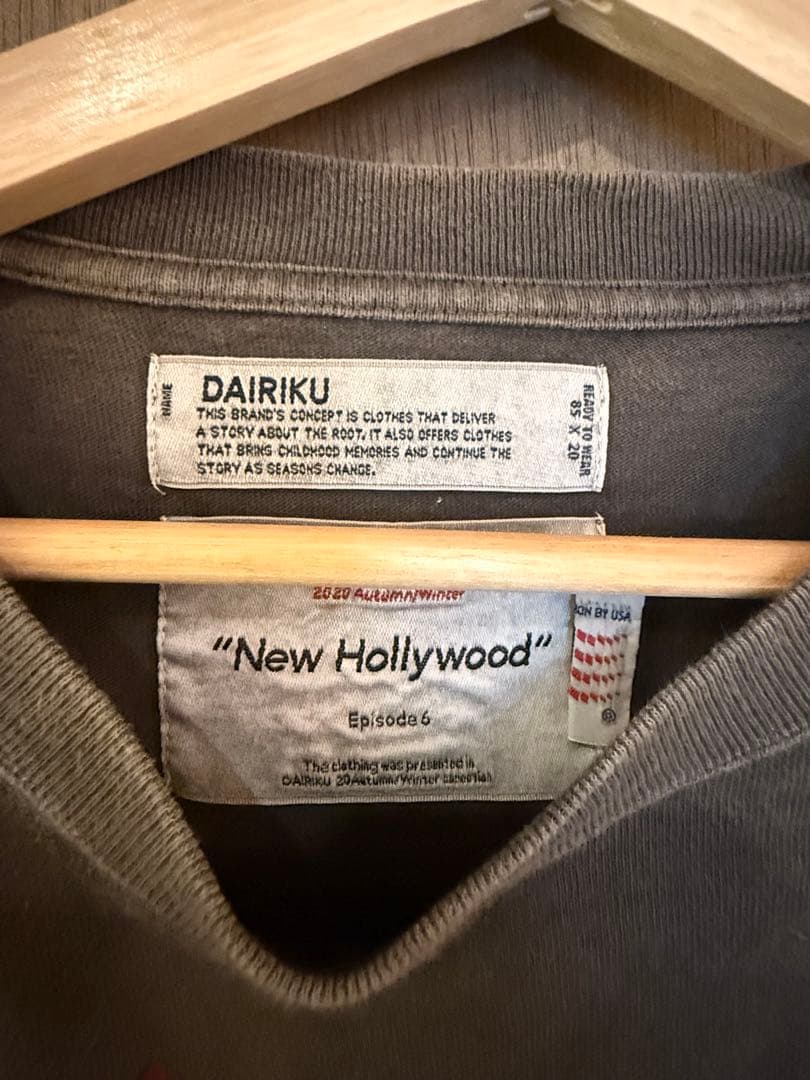 NAME
DAIRIKU
THIS BRAND'S CONCEPT IS CLOTHES THAT DELIVER
A STORY ABOUT THE ROOT. IT ALSO OFFERS CLOTHES
THAT BRING CHILDHOOD MEMORIES AND CONTINUE THE
STORY AS SEASONS CHANGE.
READY TO WEAR
85 X 20
2020 Autumn/Winter
"New Hollywood"
Episode 6
The clothing was presented in
DAIRIKU 20Autumn/Winter
BY USA